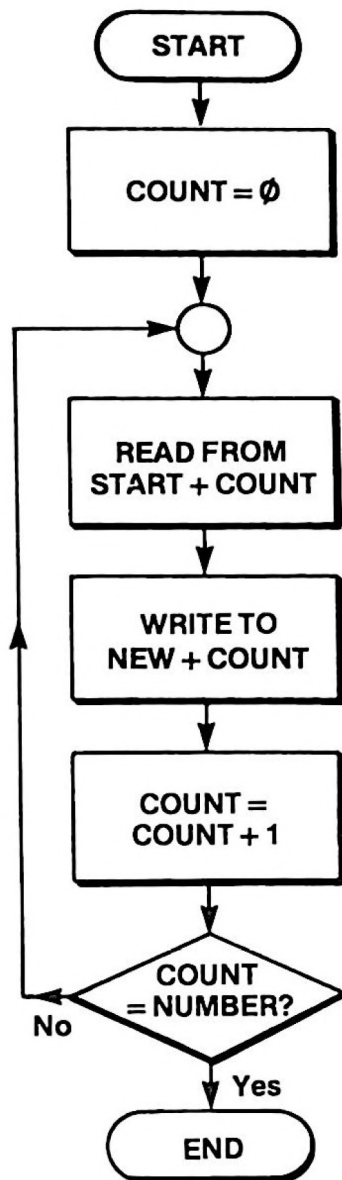 START
COUNT = Ø
READ FROM
START + COUNT
WRITE TO
NEW + COUNT
COUNT =
COUNT + 1
COUNT
= NUMBER?
No
Yes
END